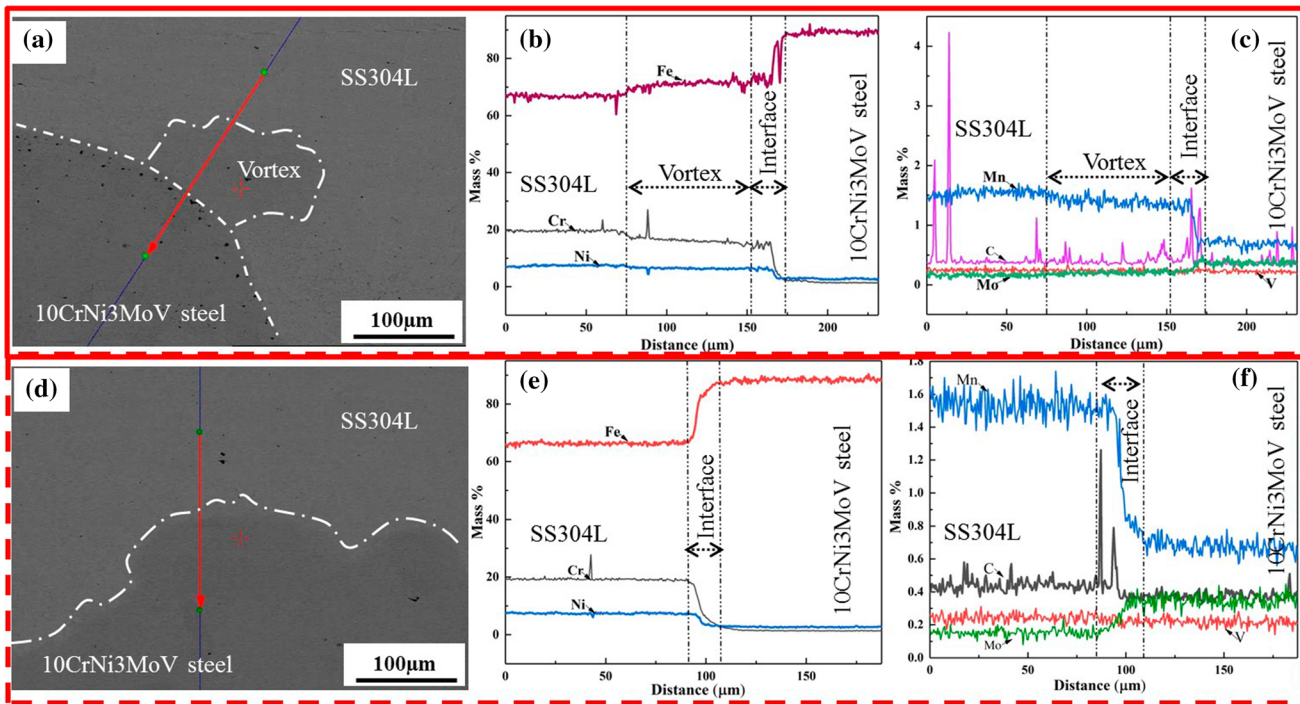 (a)
SS304L
Vortex
10CrNi3MoV steel
100μm
(b)
Mass %
80
60
40
20
0
Fe
Interface
10CrNi3MoV steel
SS304L
Vortex
Cr
Ni
0
50
100
150
200
Distance (μm)
(c)
Mass %
4
3
2
1
0
SS304L
Interface
10CrNi3MoV steel
Vortex
Mn
C
Mo
V
0
50
100
150
200
Distance (μm)
(d)
SS304L
10CrNi3MoV steel
100μm
(e)
Mass %
80
60
40
20
0
Fe
Interface
10CrNi3MoV steel
SS304L
Cr
Ni
0
50
100
150
Distance (μm)
(f)
Mass %
1.8
1.6
1.4
1.2
1.0
0.8
0.6
0.4
0.2
0.0
Mn
Interface
10CrNi3MoV steel
SS304L
C
Mo
V
0
50
100
150
Distance (μm)